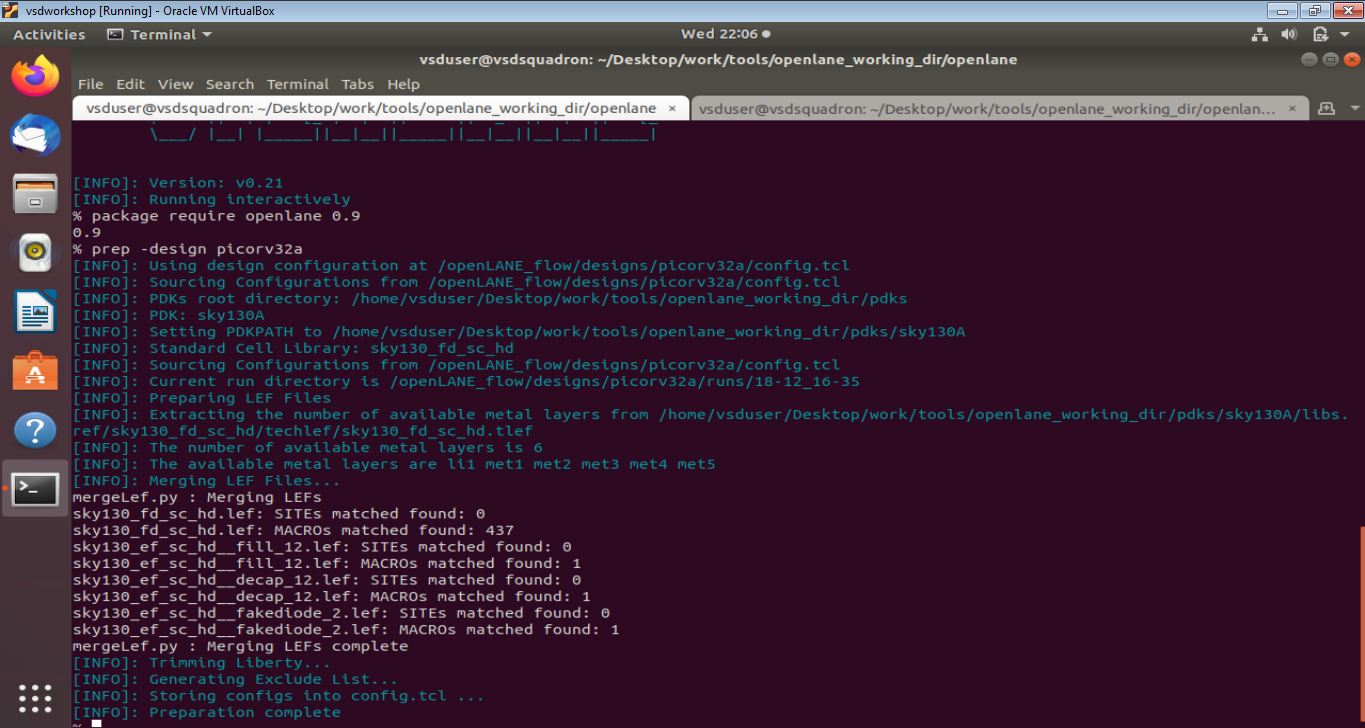 vsdworkshop [Running] - Oracle VM VirtualBox
Activities Terminal Wed 22:06
vsduser@vsdsquadron: ~/Desktop/work/tools/openlane_working_dir/openlane
File Edit View Search Terminal Tabs Help
vsduser@vsdsquadron: ~/Desktop/work/tools/openlane_working_dir/openlane × vsduser@vsdsquadron: ~/Desktop/work/tools/openlane_working_dir/openlan... ×
\___/ |__| |_____||__|__||_____||__|__||__|__||_____|
[INFO]: Version: v0.21
[INFO]: Running interactively
% package require openlane 0.9
0.9
% prep -design picorv32a
[INFO]: Using design configuration at /openLANE_flow/designs/picorv32a/config.tcl
[INFO]: Sourcing Configurations from /openLANE_flow/designs/picorv32a/config.tcl
[INFO]: PDKs root directory: /home/vsduser/Desktop/work/tools/openlane_working_dir/pdks
[INFO]: PDK: sky130A
[INFO]: Setting PDKPATH to /home/vsduser/Desktop/work/tools/openlane_working_dir/pdks/sky130A
[INFO]: Standard Cell Library: sky130_fd_sc_hd
[INFO]: Sourcing Configurations from /openLANE_flow/designs/picorv32a/config.tcl
[INFO]: Current run directory is /openLANE_flow/designs/picorv32a/runs/18-12_16-35
[INFO]: Preparing LEF Files
[INFO]: Extracting the number of available metal layers from /home/vsduser/Desktop/work/tools/openlane_working_dir/pdks/sky130A/libs.
ref/sky130_fd_sc_hd/techlef/sky130_fd_sc_hd.tlef
[INFO]: The number of available metal layers is 6
[INFO]: The available metal layers are li1 met1 met2 met3 met4 met5
[INFO]: Merging LEF Files...
mergeLef.py : Merging LEFs
sky130_fd_sc_hd.lef: SITEs matched found: 0
sky130_fd_sc_hd.lef: MACROs matched found: 437
sky130_ef_sc_hd__fill_12.lef: SITEs matched found: 0
sky130_ef_sc_hd__fill_12.lef: MACROs matched found: 1
sky130_ef_sc_hd__decap_12.lef: SITEs matched found: 0
sky130_ef_sc_hd__decap_12.lef: MACROs matched found: 1
sky130_ef_sc_hd__fakediode_2.lef: SITEs matched found: 0
sky130_ef_sc_hd__fakediode_2.lef: MACROs matched found: 1
mergeLef.py : Merging LEFs complete
[INFO]: Trimming Liberty...
[INFO]: Generating Exclude List...
[INFO]: Storing configs into config.tcl ...
[INFO]: Preparation complete
%